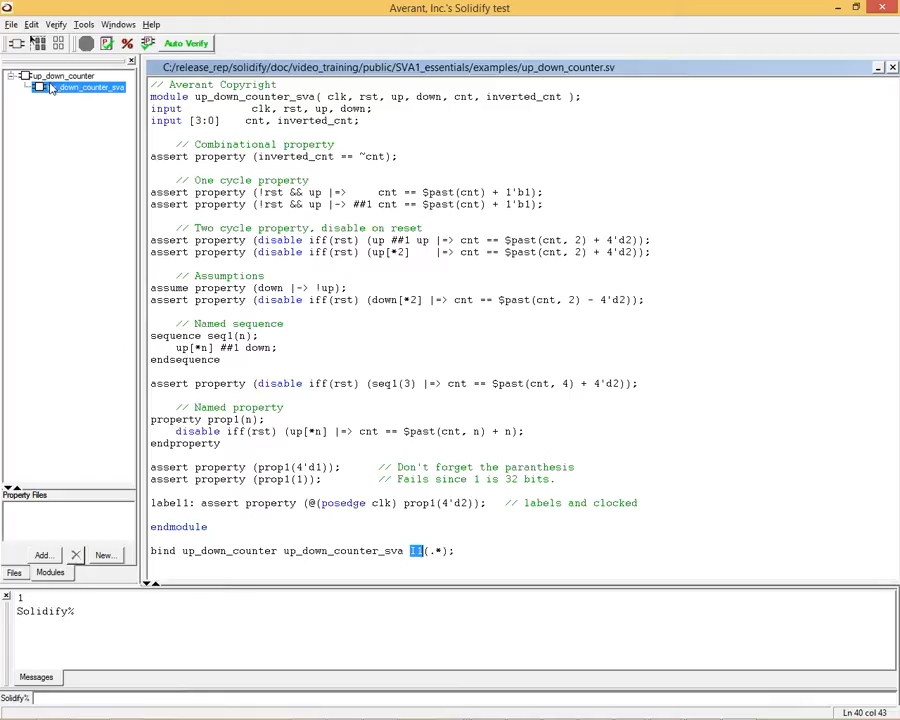 Averant, Inc.'s Solidify test
File Edit Verify Tools Windows Help
Auto Verify
up_down_counter
_down_counter_sva
C:/release_rep/solidify/doc/video_training/public/SVA1_essentials/examples/up_down_counter.sv
// Averant Copyright
module up_down_counter_sva( clk, rst, up, down, cnt, inverted_cnt );
input clk, rst, up, down;
input [3:0] cnt, inverted_cnt;
// Combinational property
assert property (inverted_cnt == ~cnt);
// One cycle property
assert property (!rst && up |=> cnt == $past(cnt) + 1'b1);
assert property (!rst && up |-> ##1 cnt == $past(cnt) + 1'b1);
// Two cycle property, disable on reset
assert property (disable iff(rst) (up ##1 up |=> cnt == $past(cnt, 2) + 4'd2));
assert property (disable iff(rst) (up[*2] |=> cnt == $past(cnt, 2) + 4'd2));
// Assumptions
assume property (down |-> !up);
assert property (disable iff(rst) (down[*2] |=> cnt == $past(cnt, 2) - 4'd2));
// Named sequence
sequence seq1(n);
up[*n] ##1 down;
endsequence
assert property (disable iff(rst) (seq1(3) |=> cnt == $past(cnt, 4) + 4'd2));
// Named property
property prop1(n);
disable iff(rst) (up[*n] |=> cnt == $past(cnt, n) + n);
endproperty
assert property (prop1(4'd1)); // Don't forget the paranthesis
assert property (prop1(1)); // Fails since 1 is 32 bits.
label1: assert property (@(posedge clk) prop1(4'd2)); // labels and clocked
endmodule
bind up_down_counter up_down_counter_sva I1(.*);
Property Files
Add... New...
Files Modules
1
Solidify%
Messages
Solidify%
Ln 40 col 43